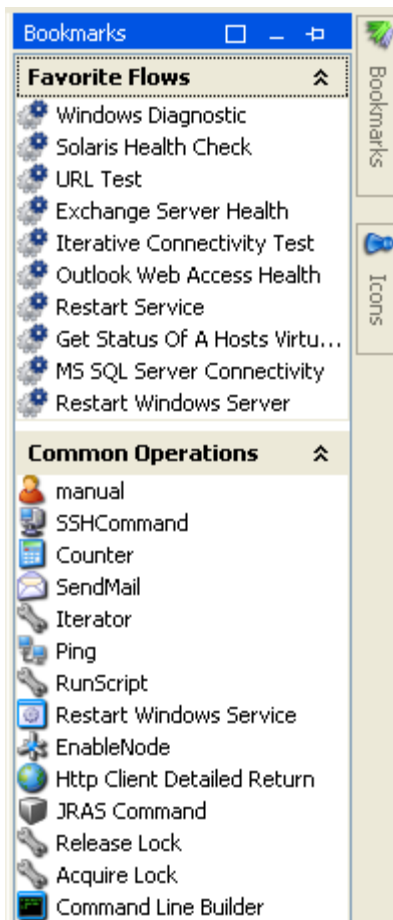 Bookmarks
Favorite Flows
Windows Diagnostic
Solaris Health Check
URL Test
Exchange Server Health
Iterative Connectivity Test
Outlook Web Access Health
Restart Service
Get Status Of A Hosts Virtu...
MS SQL Server Connectivity
Restart Windows Server
Common Operations
manual
SSHCommand
Counter
SendMail
Iterator
Ping
RunScript
Restart Windows Service
EnableNode
Http Client Detailed Return
JRAS Command
Release Lock
Acquire Lock
Command Line Builder
Bookmarks
Icons